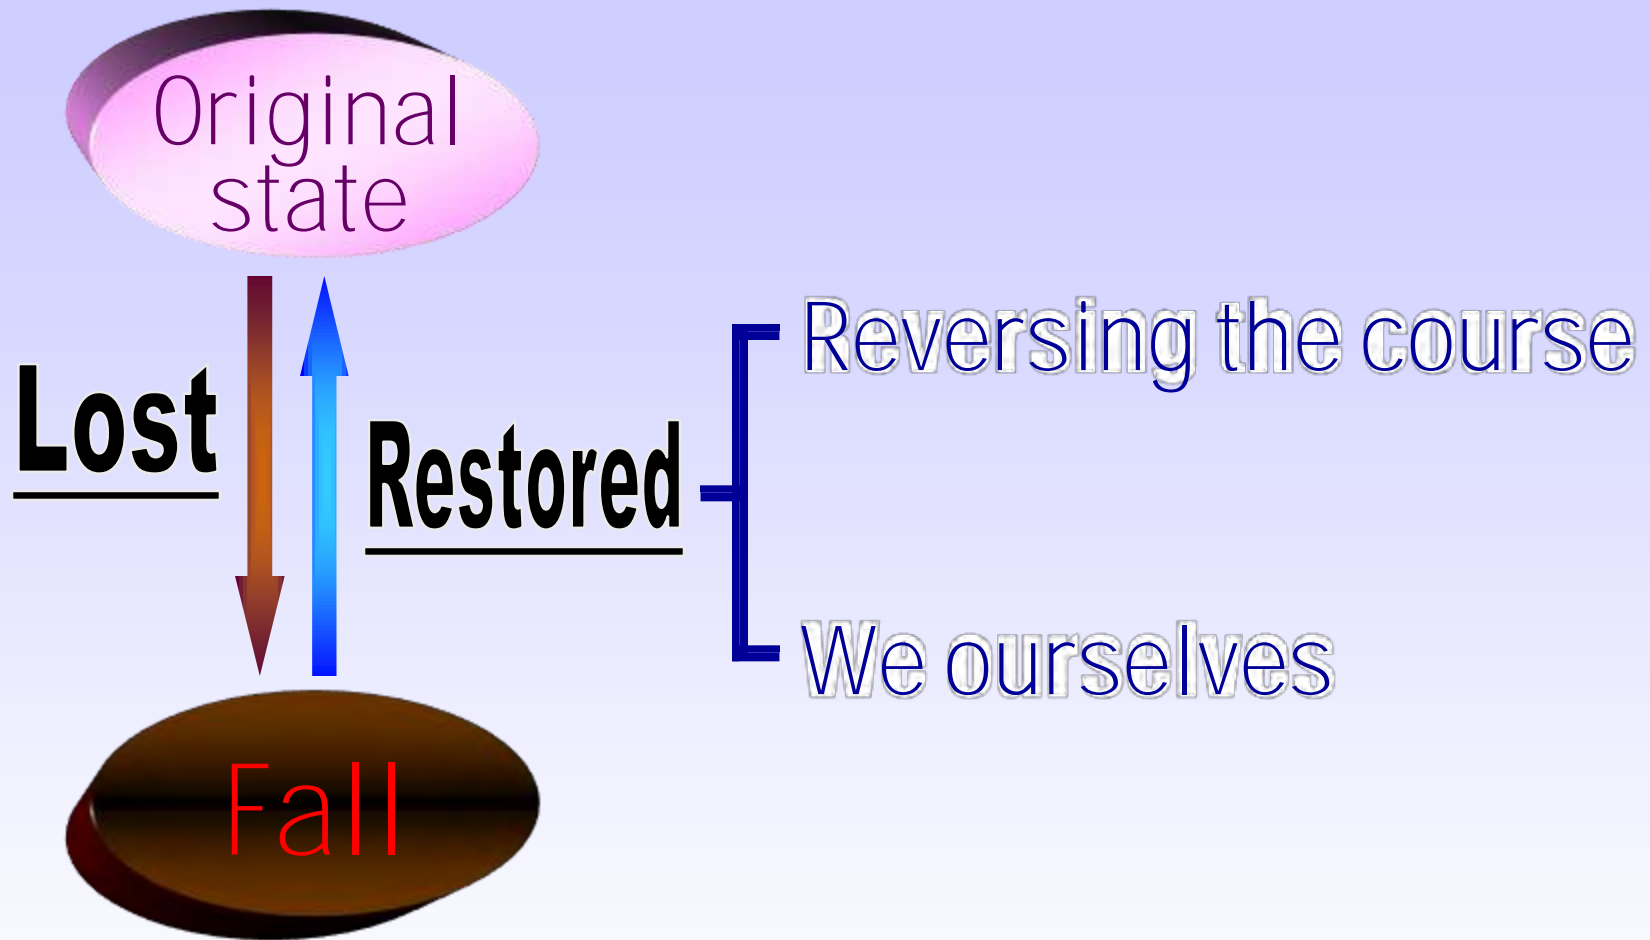 Original
state
Lost
Restored
Reversing the course
We ourselves
Fall